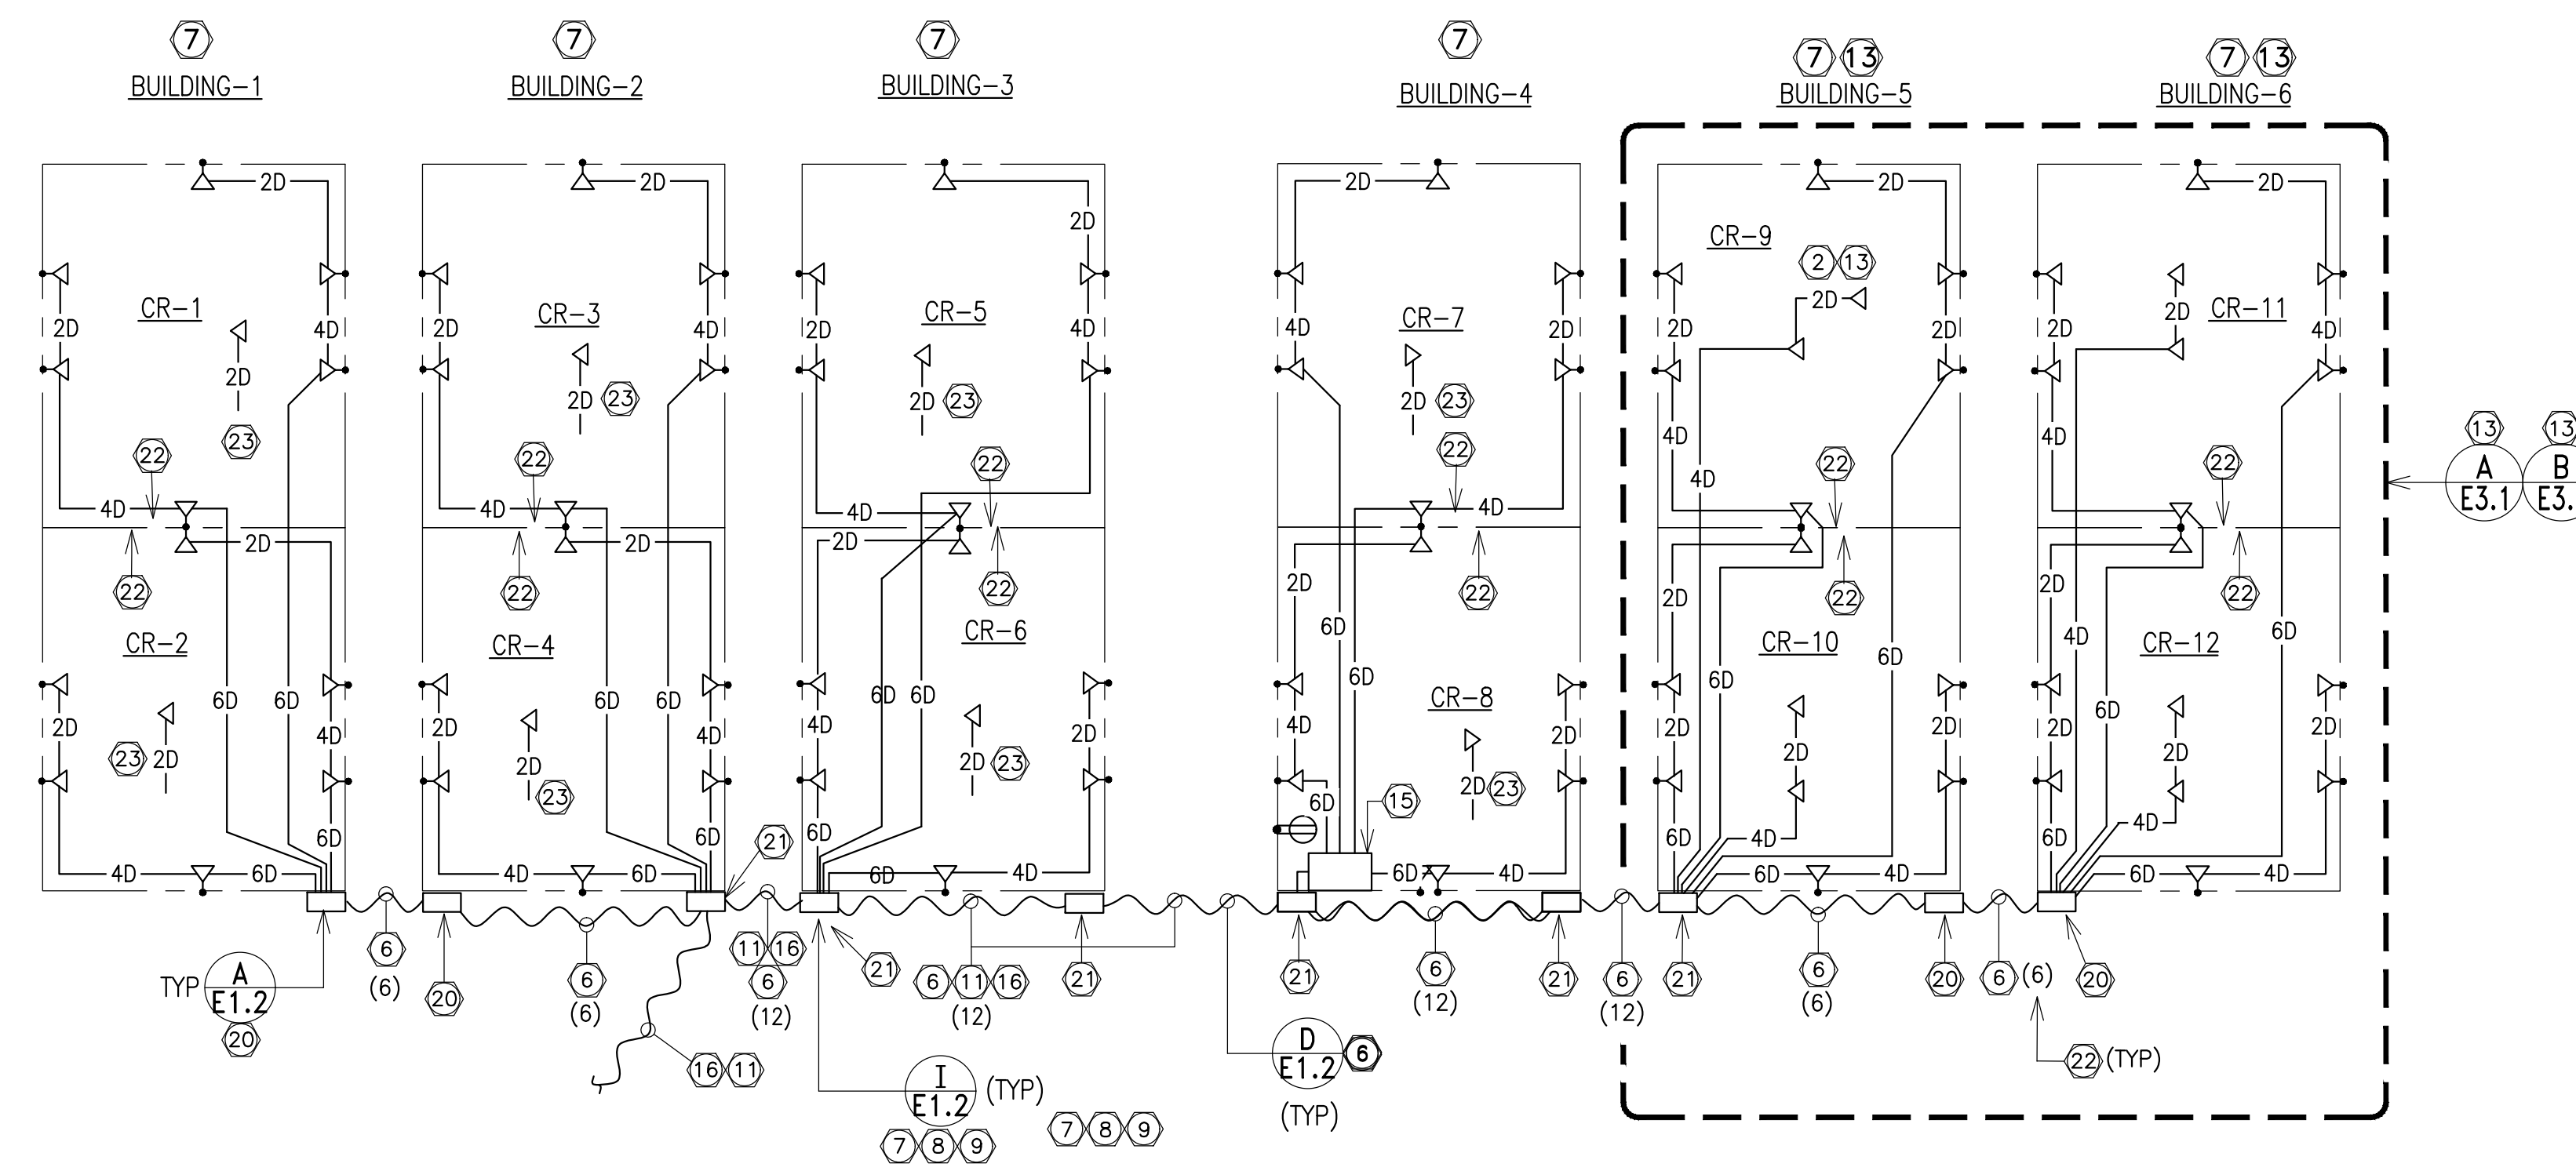 7 7 7 7 7 13 7 13
BUILDING-1 BUILDING-2 BUILDING-3 BUILDING-4 BUILDING-5 BUILDING-6
2D 2D 2D 2D 2D
2D
CR-9
2 13
2D
CR-1 CR-3 CR-5 CR-7 CR-11
2D 4D 2D 4D 2D 4D 4D 2D 2D 2D 2D 2D 4D
2D 2D 23 2D 23 2D 23
23
22 22 22 22 4D 22 4D 22
4D
4D 4D 4D 4D
2D 2D 2D
2D 2D 2D
22 22 22 22 22 22
6D 4D 6D
CR-2 CR-4 CR-6 CR-10 CR-12
6D 6D 6D
CR-8
6D 6D 6D 6D 6D 6D 6D
2D 4D 2D 4D 4D 2D 4D 2D 2D 2D 2D 2D
23 2D 2D 2D 23 2D 2D
23 2D 23
6D 15
6D 6D 6D 21 6D 4D 6D 4D
4D 6D 4D 6D 6D 4D 6D 4D 6D 4D 6D 4D
13 13
A B
E3.1 E3.
6
(6)
20
6
(6)
11 16
6
(12)
21
6 11 16
(12)
21
21
6
(12)
21
6
(12)
21
6
(6)
20
6 (6)
20
TYP A
E1.2
20
16 11
I (TYP)
E1.2
7 8 9
7 8 9
D
E1.2 6
(TYP)
22 (TYP)